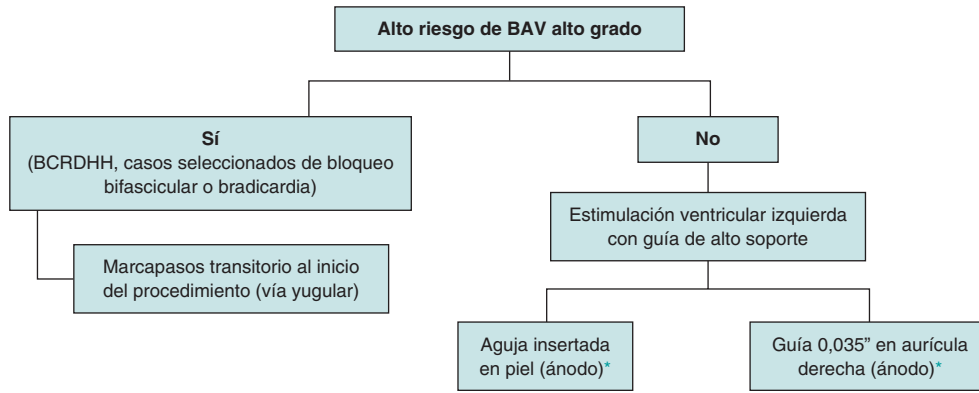 Alto riesgo de BAV alto grado
Sí
(BCRDHH, casos seleccionados de bloqueo
bifascicular o bradicardia)
Marcapasos transitorio al inicio
del procedimiento (vía yugular)
No
Estimulación ventricular izquierda
con guía de alto soporte
Aguja insertada
en piel (ánodo)*
Guía 0,035” en aurícula
derecha (ánodo)*